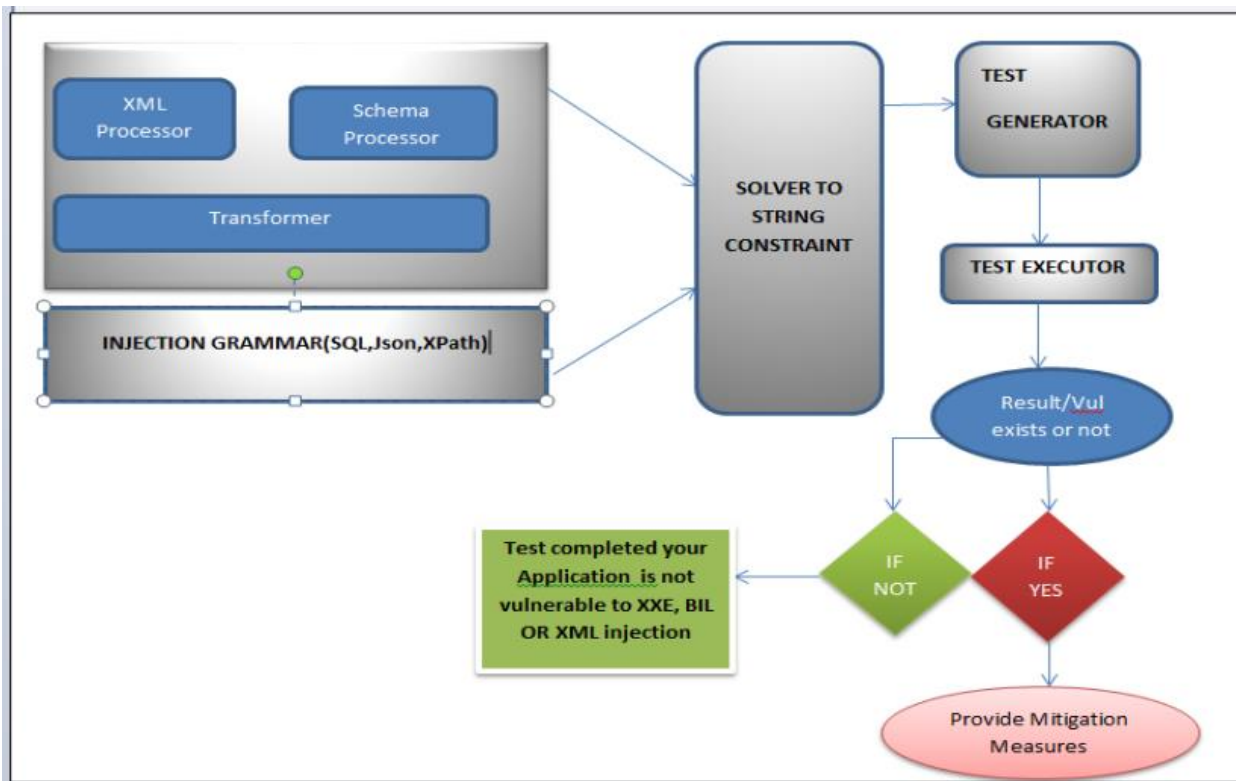 XML
Processor
Schema
Processor
Transformer
INJECTION GRAMMAR(SQL,Json,XPath)
SOLVER TO
STRING
CONSTRAINT
TEST
GENERATOR
TEST EXECUTOR
Result/Vul
exists or not
IF
NOT
IF
YES
Test completed your
Application is not
vulnerable to XXE, BIL
OR XML injection
Provide Mitigation
Measures